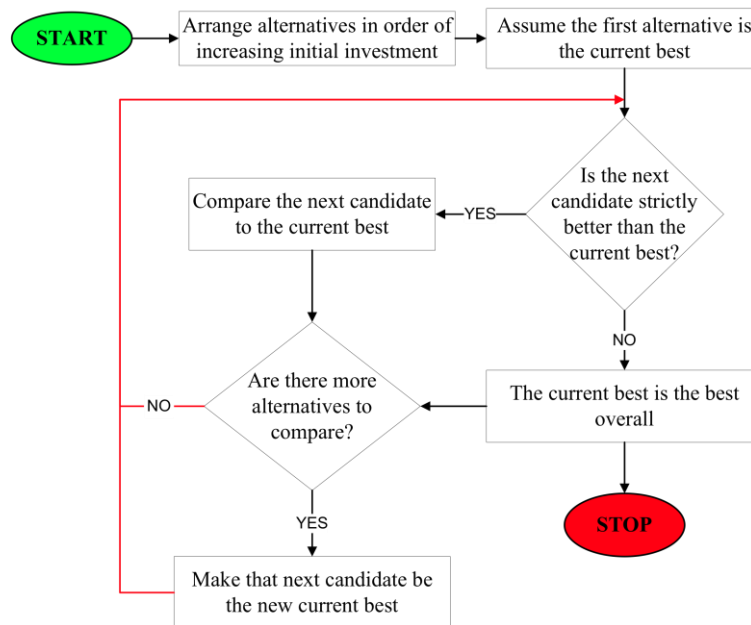 START
Arrange alternatives in order of
increasing initial investment
Assume the first alternative is
the current best
Is the next
candidate strictly
better than the
current best?
YES
Compare the next candidate
to the current best
NO
The current best is the best
overall
Are there more
alternatives to
compare?
NO
YES
STOP
Make that next candidate be
the new current best